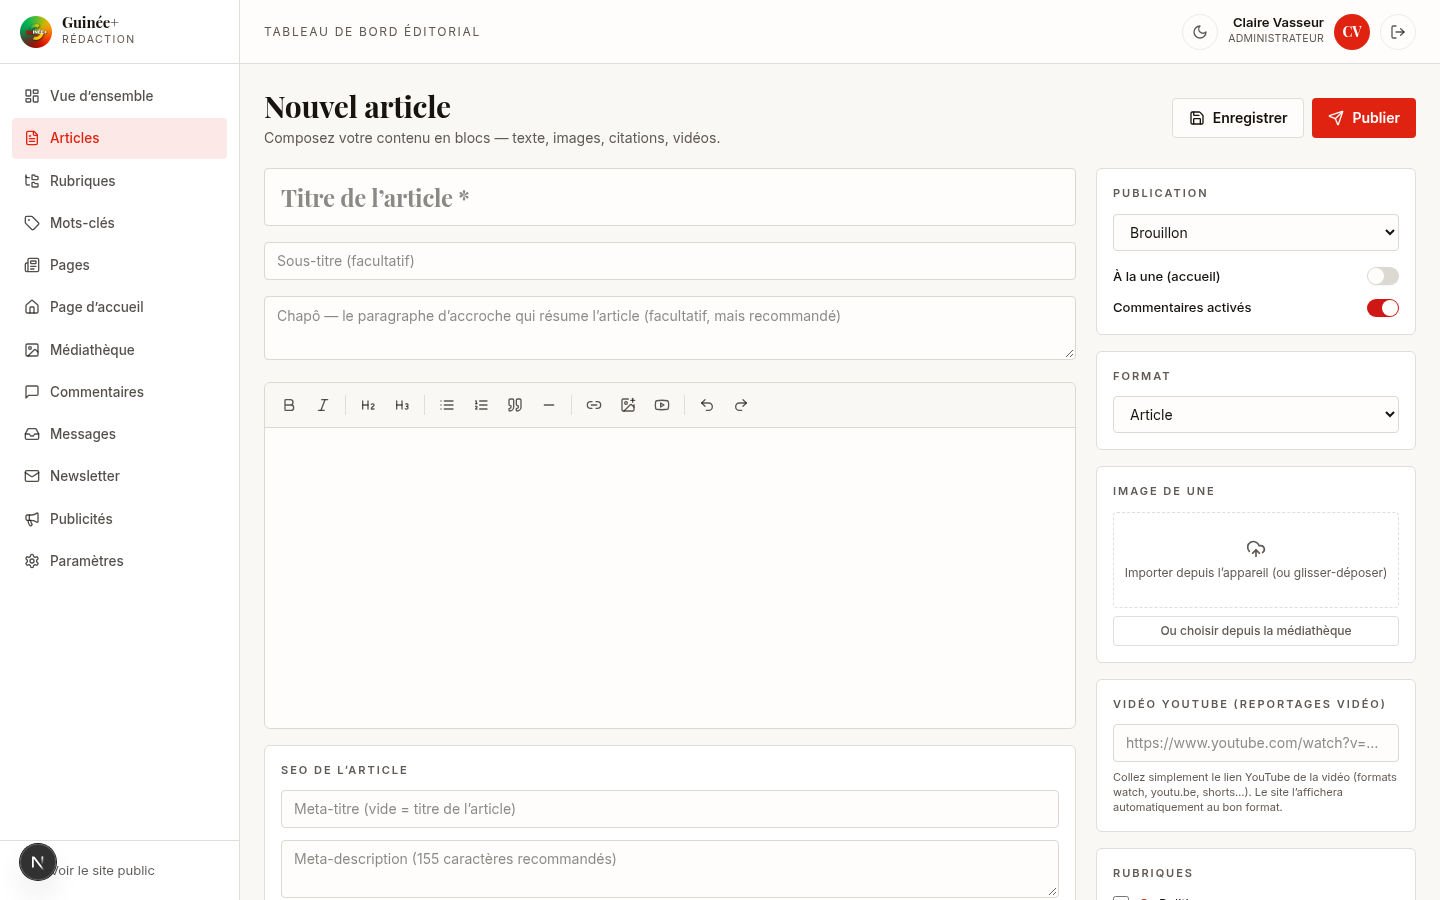 Guinée+
RÉDACTION
TABLEAU DE BORD ÉDITORIAL
Claire Vasseur
ADMINISTRATEUR
CV
Vue d'ensemble
Articles
Rubriques
Mots-clés
Pages
Page d'accueil
Médiathèque
Commentaires
Messages
Newsletter
Publicités
Paramètres
N
Voir le site public
Nouvel article
Composez votre contenu en blocs — texte, images, citations, vidéos.
Enregistrer
Publier
Titre de l'article *
Sous-titre (facultatif)
Chapô — le paragraphe d'accroche qui résume l'article (facultatif, mais recommandé)
B I H2 H3
SEO DE L'ARTICLE
Meta-titre (vide = titre de l'article)
Meta-description (155 caractères recommandés)
PUBLICATION
Brouillon
À la une (accueil)
Commentaires activés
FORMAT
Article
IMAGE DE UNE
Importer depuis l'appareil (ou glisser-déposer)
Ou choisir depuis la médiathèque
VIDÉO YOUTUBE (REPORTAGES VIDÉO)
https://www.youtube.com/watch?v=...
Collez simplement le lien YouTube de la vidéo (formats
watch, youtu.be, shorts…). Le site l'affichera
automatiquement au bon format.
RUBRIQUES